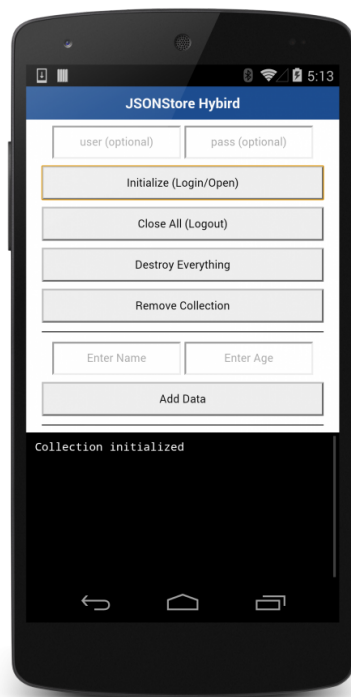 5:13
JSONStore Hybird
user (optional) pass (optional)
Initialize (Login/Open)
Close All (Logout)
Destroy Everything
Remove Collection
Enter Name Enter Age
Add Data
Collection initialized